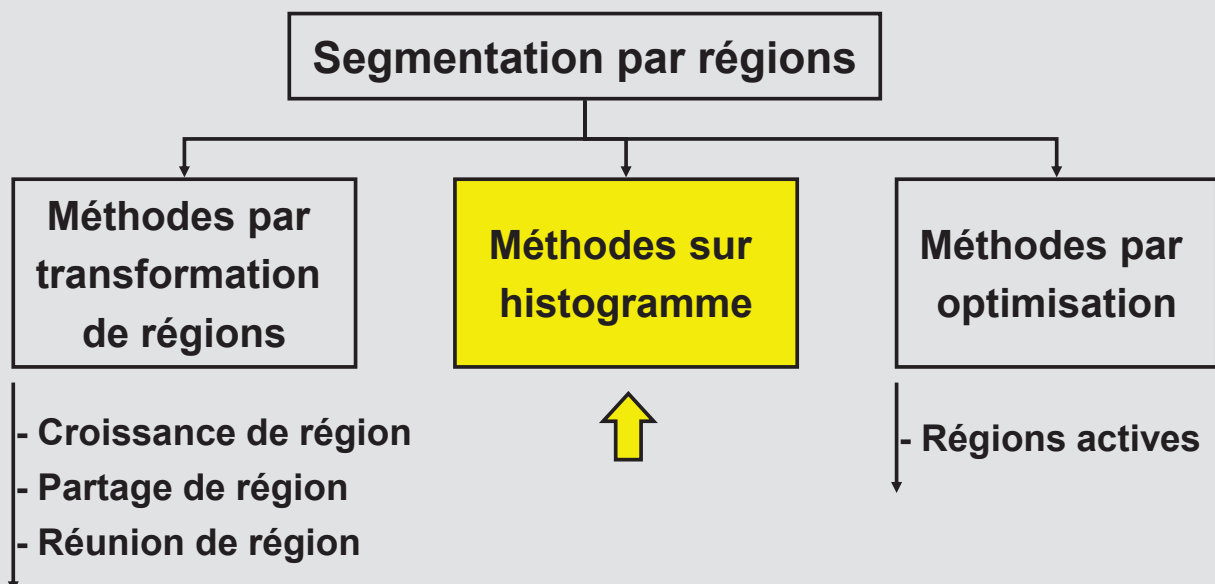 Segmentation par régions
Méthodes par
transformation
de régions
Méthodes sur
histogramme
Méthodes par
optimisation
- Croissance de région
- Partage de région
- Réunion de région
- Régions actives